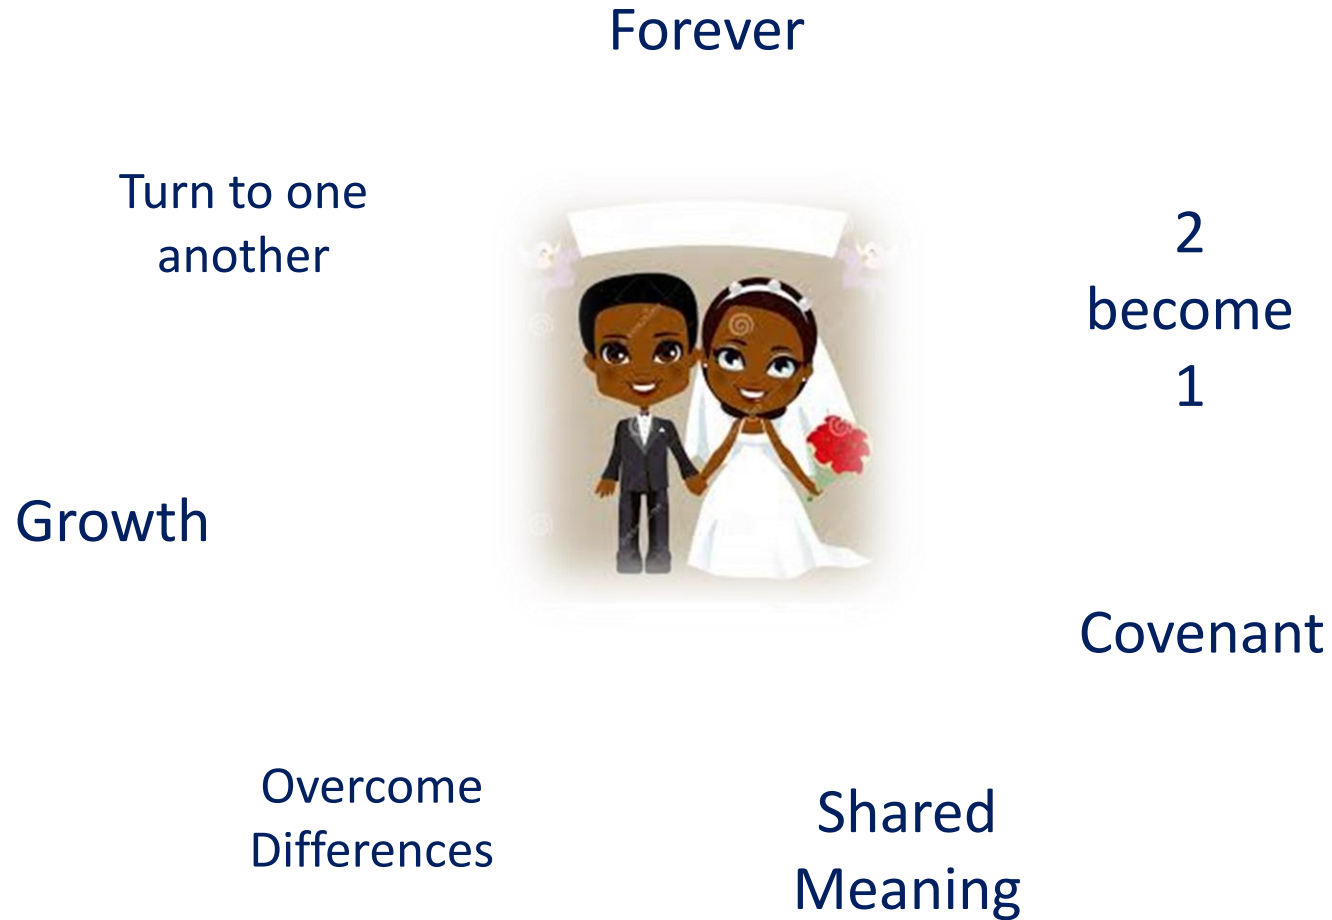 Forever
Turn to one
another
2
become
1
Growth
Covenant
Overcome
Differences
Shared
Meaning